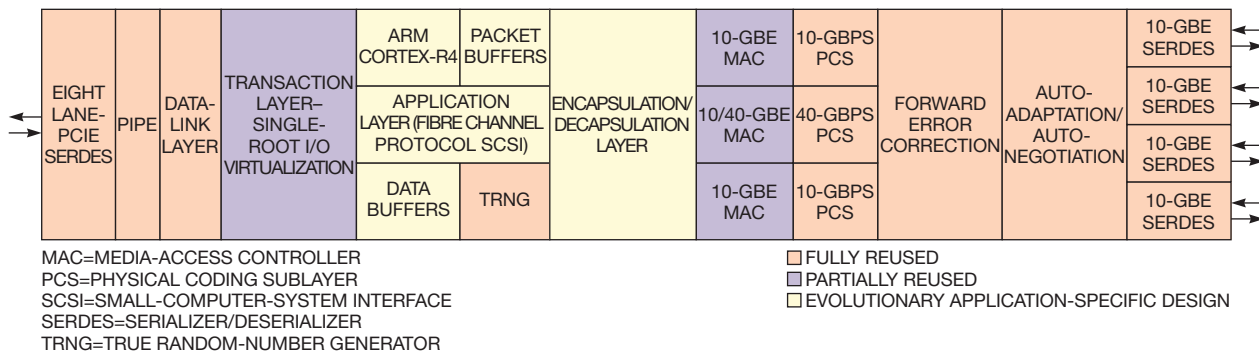 EIGHT
LANE-
PCIE
SERDES
PIPE
DATA-
LINK
LAYER
TRANSACTION
LAYER–
SINGLE-
ROOT I/O
VIRTUALIZATION
ARM
CORTEX-R4
PACKET
BUFFERS
APPLICATION
LAYER (FIBRE CHANNEL
PROTOCOL SCSI)
DATA
BUFFERS
TRNG
ENCAPSULATION/
DECAPSULATION
LAYER
10-GBE
MAC
10/40-GBE
MAC
10-GBE
MAC
10-GBPS
PCS
40-GBPS
PCS
10-GBPS
PCS
FORWARD
ERROR
CORRECTION
AUTO-
ADAPTATION/
AUTO-
NEGOTIATION
10-GBE
SERDES
10-GBE
SERDES
10-GBE
SERDES
10-GBE
SERDES
MAC=MEDIA-ACCESS CONTROLLER
PCS=PHYSICAL CODING SUBLAYER
SCSI=SMALL-COMPUTER-SYSTEM INTERFACE
SERDES=SERIALIZER/DESERIALIZER
TRNG=TRUE RANDOM-NUMBER GENERATOR
FULLY REUSED
PARTIALLY REUSED
EVOLUTIONARY APPLICATION-SPECIFIC DESIGN